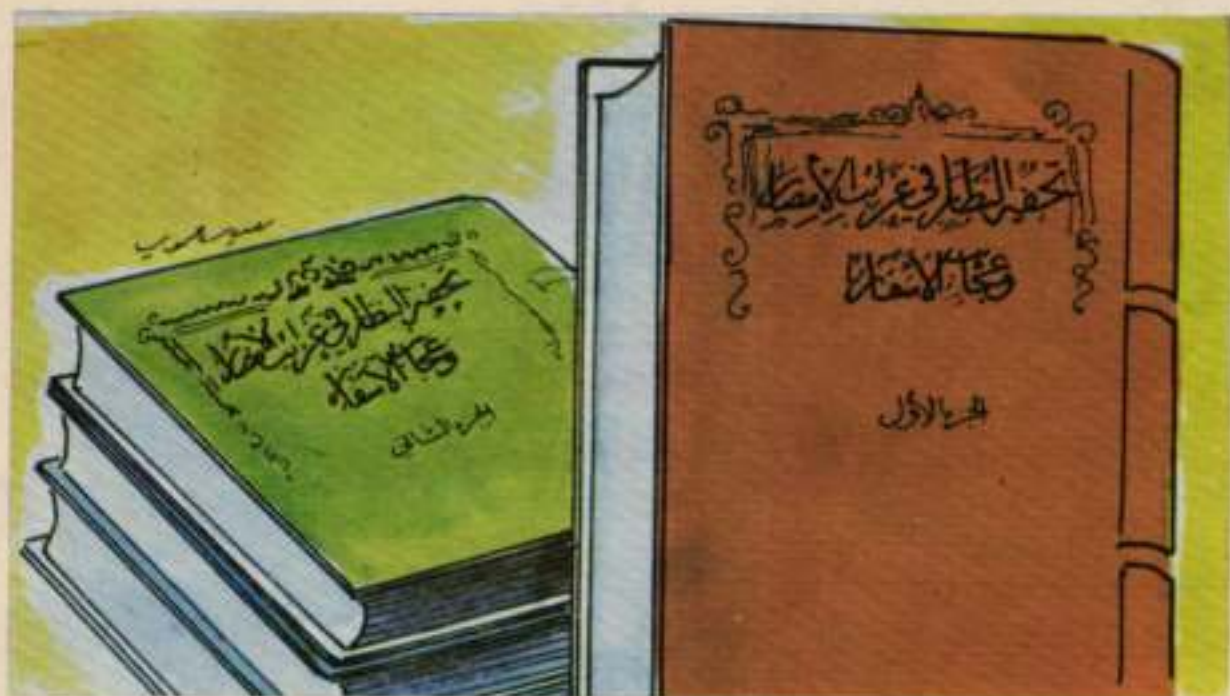 تحفة النظار في غرائب الأمصار
وعجائب الأسفار
الجزء الأول
تحفة النظار في غرائب الأمصار
وعجائب الأسفار
الجزء الثاني